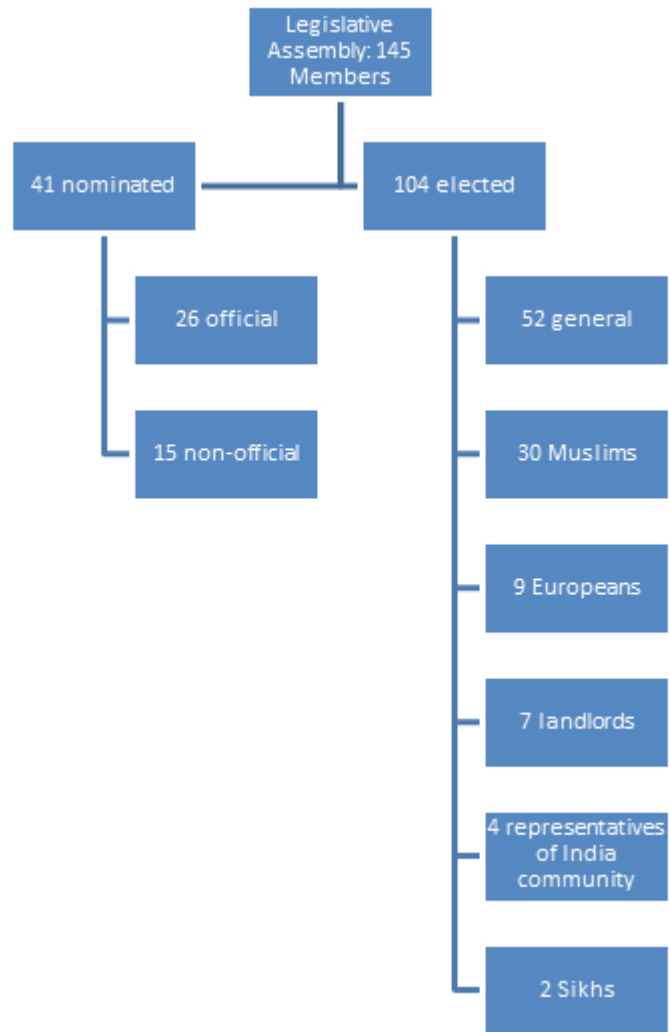 Legislative
Assembly: 145
Members
41 nominated
104 elected
26 official
52 general
15 non-official
30 Muslims
9 Europeans
7 landlords
4 representatives
of India
community
2 Sikhs